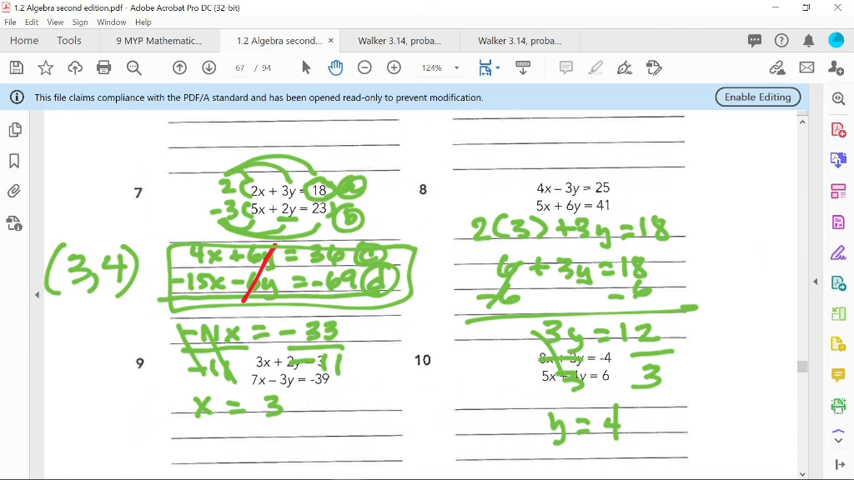 1.2 Algebra second edition.pdf - Adobe Acrobat Pro DC (32-bit)
File Edit View Sign Window Help
Home Tools 9 MYP Mathematic... 1.2 Algebra second... × Walker 3.14, proba... Walker 3.14, proba...
67 / 94 124%
This file claims compliance with the PDF/A standard and has been opened read-only to prevent modification. Enable Editing
7
2 ( 2x + 3y = 18 ) a
-3 ( 5x + 2y = 23 ) b
(3,4)
4x + 6y = 36 c
-15x - 6y = -69 d
-11x = -33
-11 -11
x = 3
8
4x – 3y = 25
5x + 6y = 41
2(3) + 3y = 18
6 + 3y = 18
-6 -6
3y = 12
3 3
y = 4
9
3x + 2y = 3
7x – 3y = -39
10
8x + 3y = -4
5x + 4y = 6